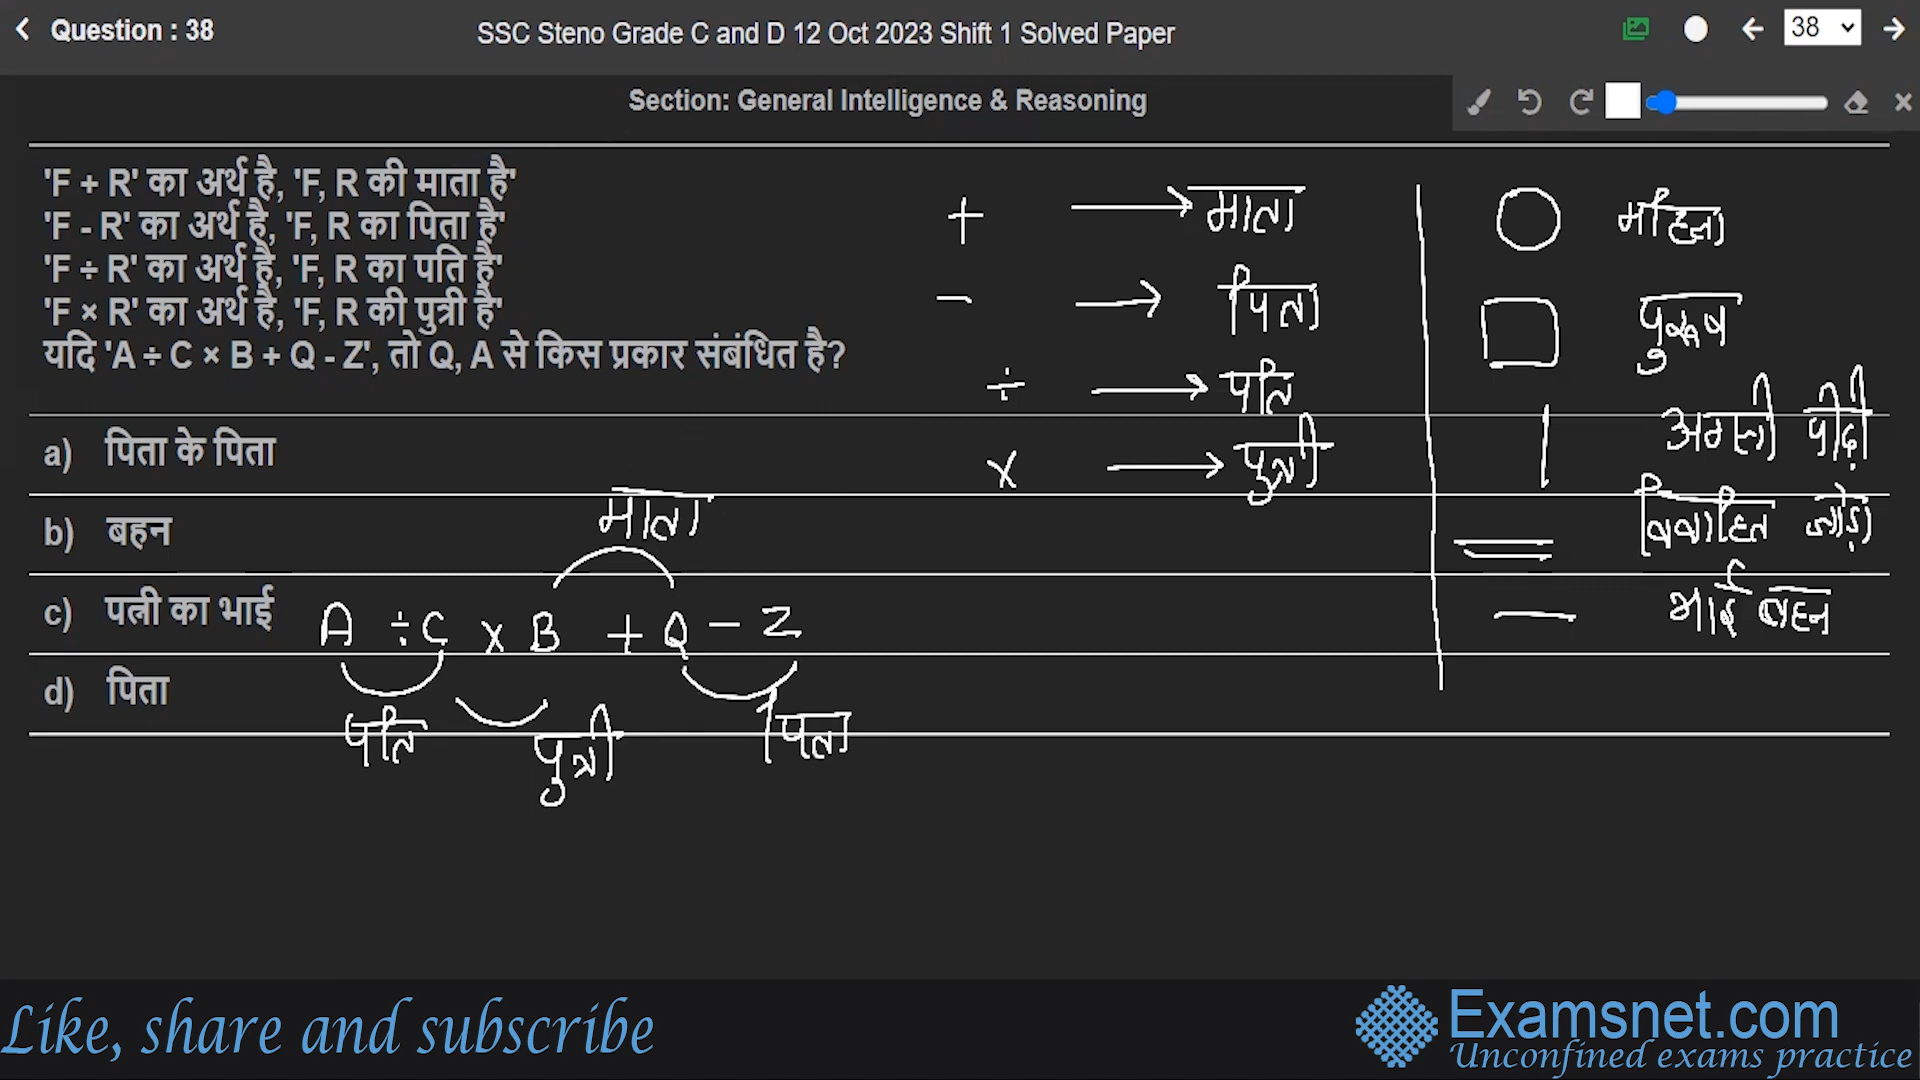 Question : 38
SSC Steno Grade C and D 12 Oct 2023 Shift 1 Solved Paper
38
Section: General Intelligence & Reasoning
'F + R' का अर्थ है, 'F, R की माता है'
'F - R' का अर्थ है, 'F, R का पिता है'
'F ÷ R' का अर्थ है, 'F, R का पति है'
'F × R' का अर्थ है, 'F, R की पुत्री है'
यदि 'A ÷ C × B + Q - Z', तो Q, A से किस प्रकार संबंधित है?
a) पिता के पिता
b) बहन
c) पत्नी का भाई
d) पिता
+ → माता
- → पिता
÷ → पति
× → पुत्री
○ महिला
□ पुरूष
| अगली पीढ़ी
= विवाहित जोड़ा
— भाई बहन
माता
A ÷ C × B + Q - Z
पति पुत्री पिता
Like, share and subscribe
Examsnet.com
Unconfined exams practice